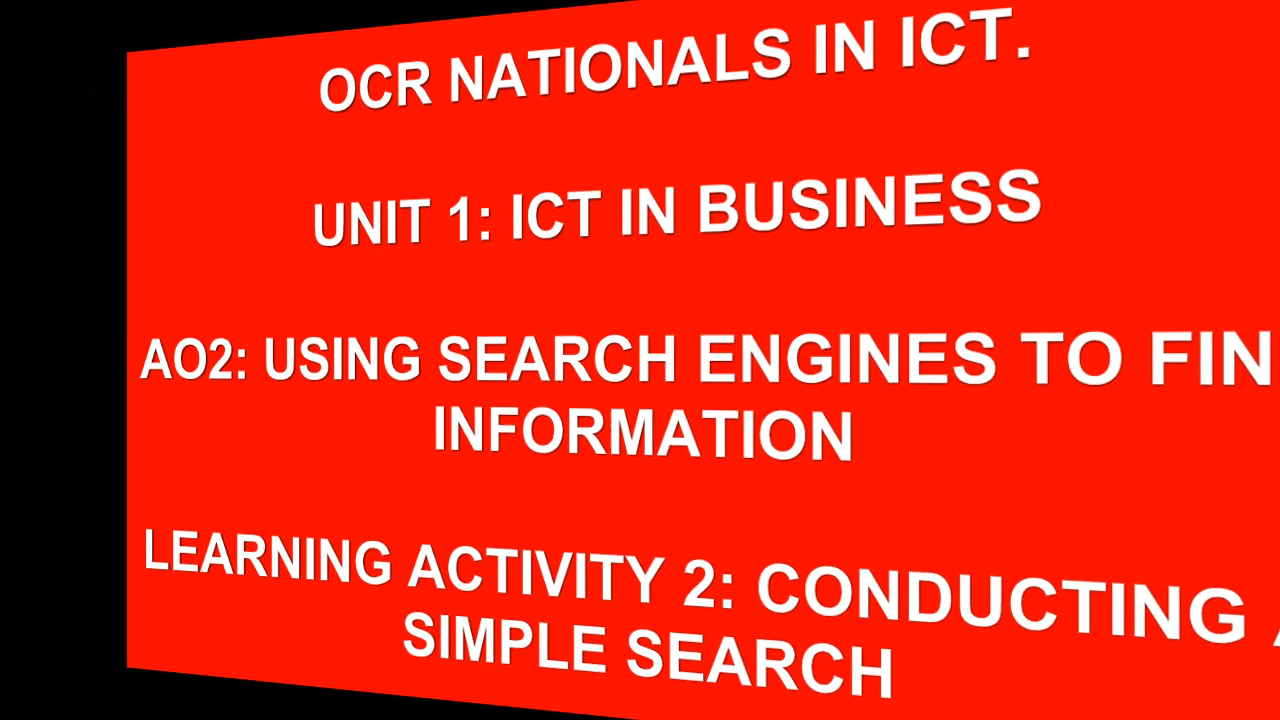 OCR NATIONALS IN ICT.
UNIT 1: ICT IN BUSINESS
AO2: USING SEARCH ENGINES TO FIN
INFORMATION
LEARNING ACTIVITY 2: CONDUCTING
SIMPLE SEARCH